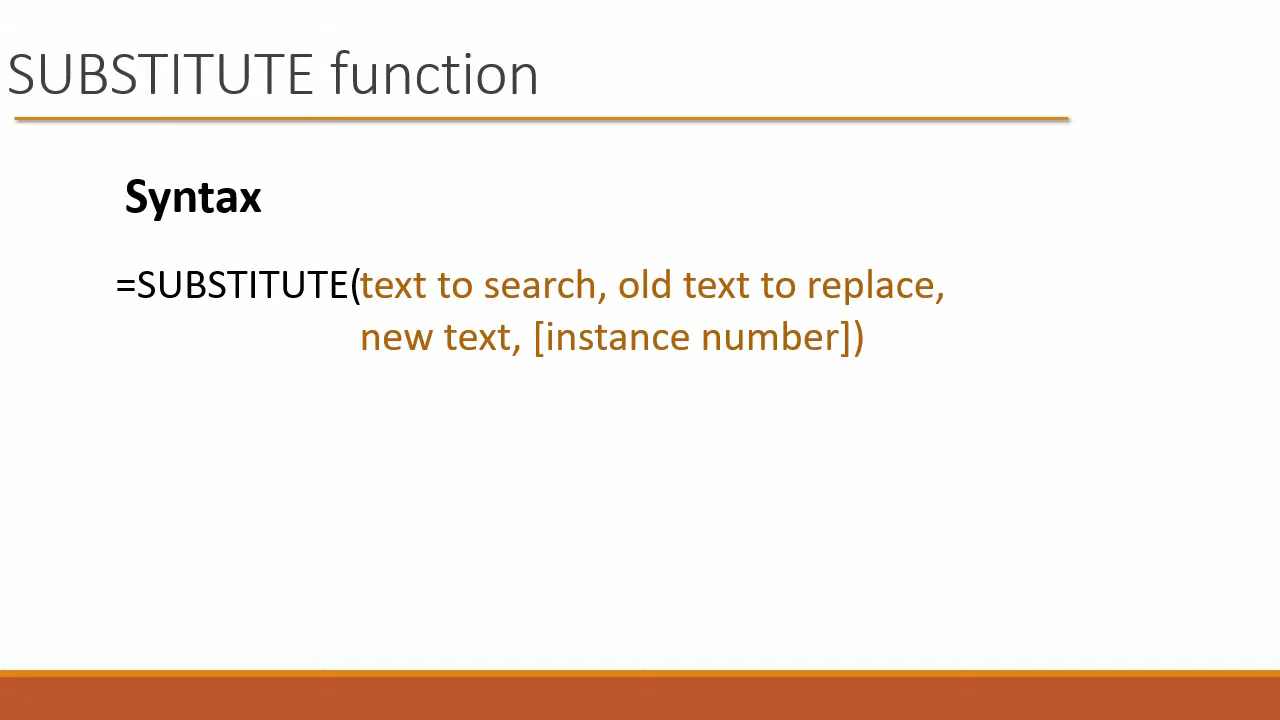 SUBSTITUTE function
Syntax
=SUBSTITUTE(text to search, old text to replace,
new text, [instance number])